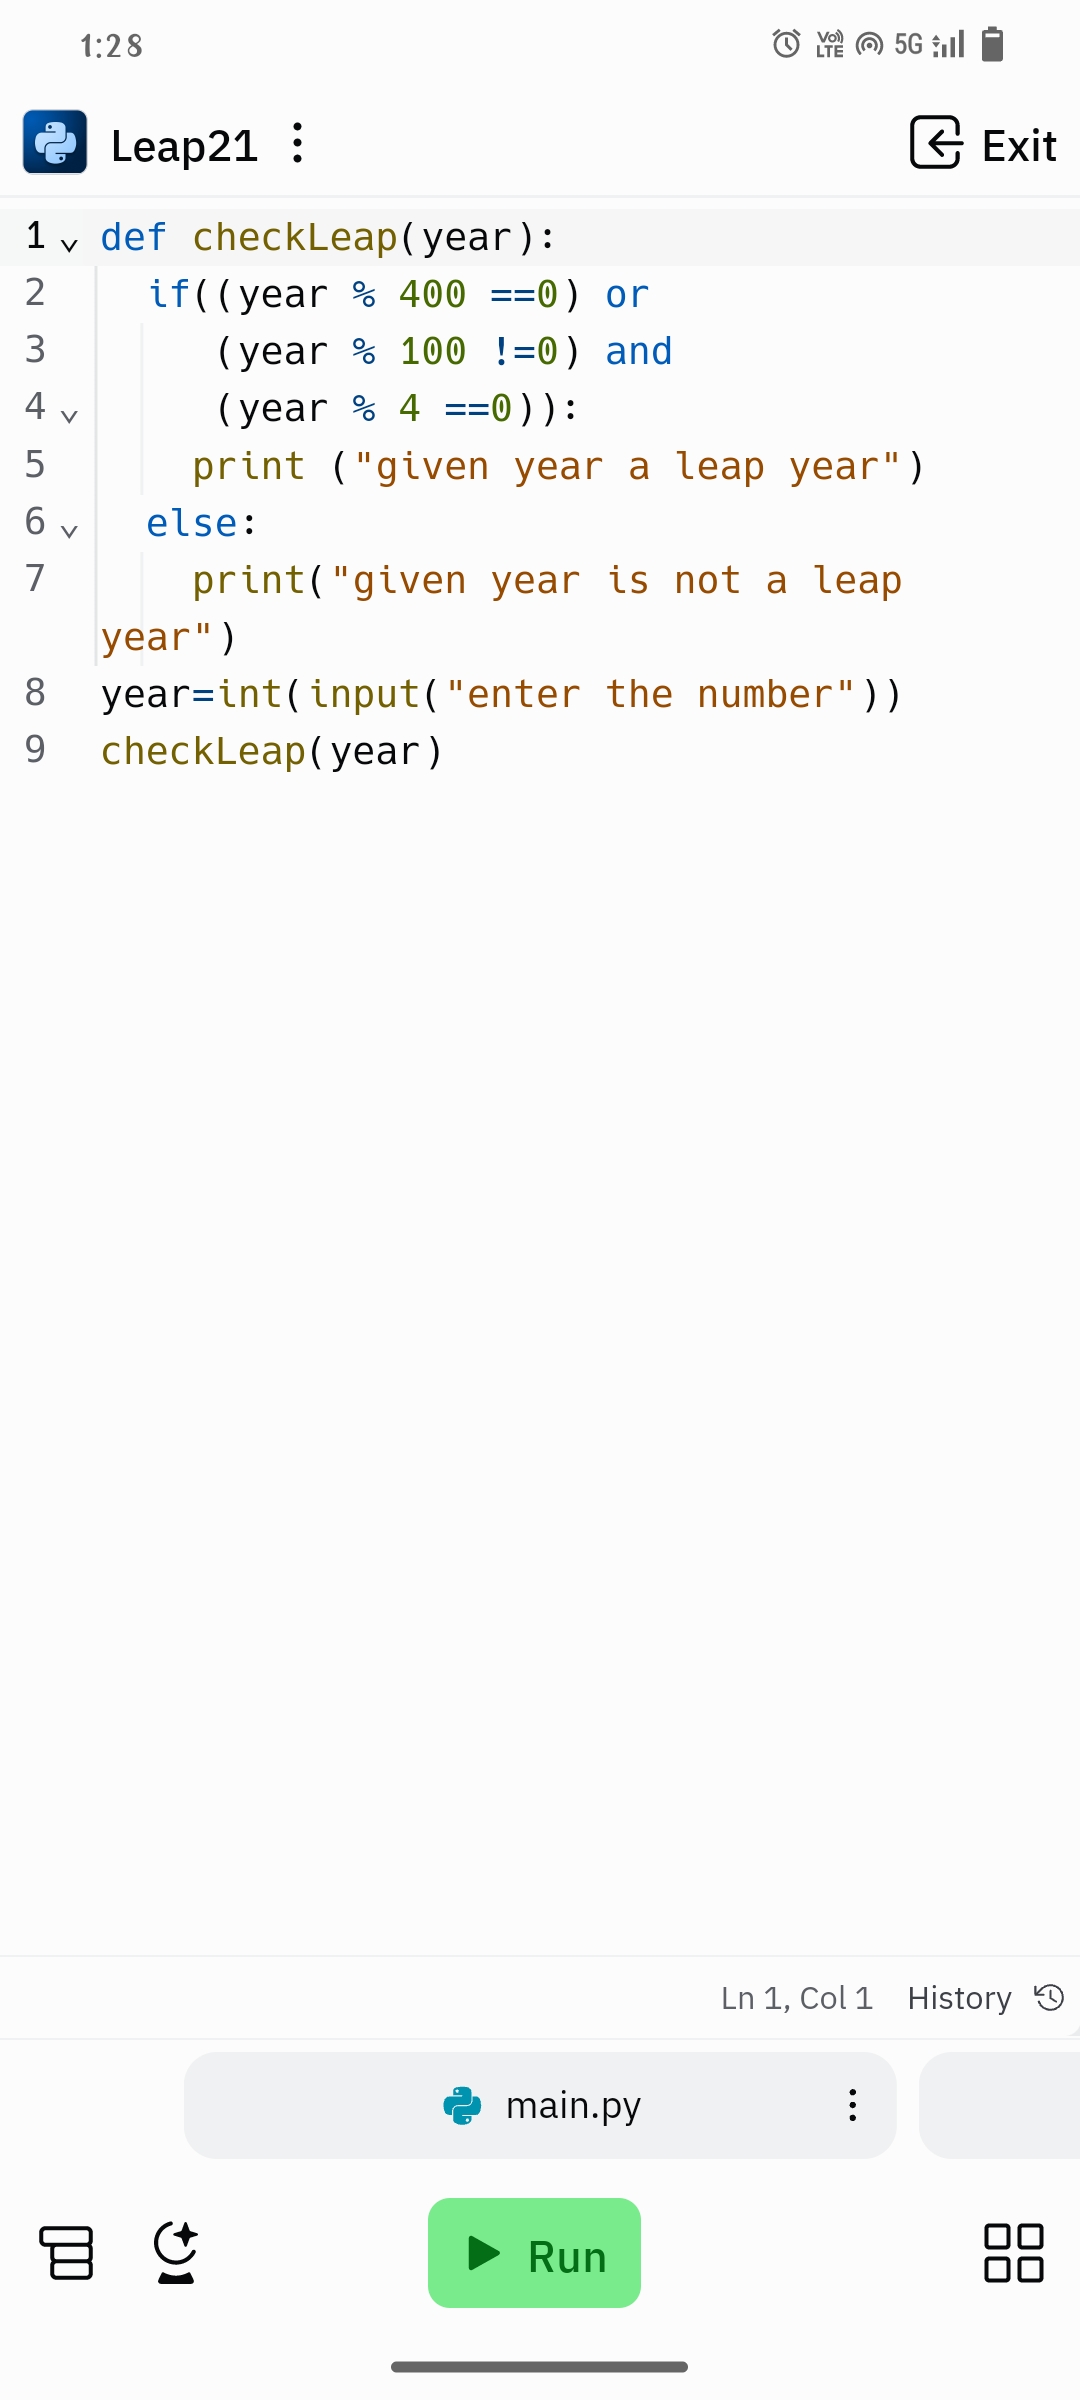 1:28 Vo)) LTE 5G
Leap21 Exit
1 def checkLeap(year):
2 if((year % 400 ==0) or
3 (year % 100 !=0) and
4 (year % 4 ==0)):
5 print ("given year a leap year")
6 else:
7 print("given year is not a leap
year")
8 year=int(input("enter the number"))
9 checkLeap(year)
Ln 1, Col 1 History
main.py
Run